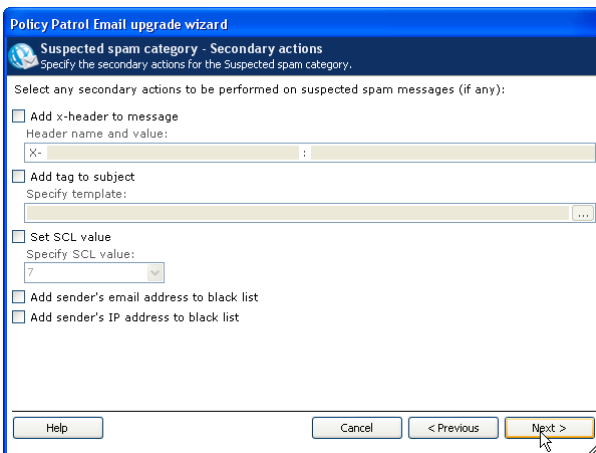 Policy Patrol Email upgrade wizard
Suspected spam category - Secondary actions
Specify the secondary actions for the Suspected spam category.
Select any secondary actions to be performed on suspected spam messages (if any):
Add x-header to message
Header name and value:
X- :
Add tag to subject
Specify template:
...
Set SCL value
Specify SCL value:
7
Add sender's email address to black list
Add sender's IP address to black list
Help Cancel < Previous Next >